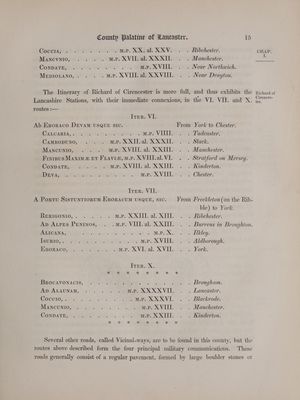 County Palatine of Lancaster. 15
COCCIA, . . . . . . . . M.P. XX. al. XXV. . . Ribchester.
MANCVNIO, . . . . . . M.P. XVII. al. XXXII. . . Manchester.
CONDATE, . . . . . . . . . . M.P. XVIII. . . Near Northwich.
MEDIOLANO, . . . . M.P. XVIII. al. XXVIII. . . Near Drayton.
CHAP.
I.
The Itinerary of Richard of Cirencester is more full, and thus exhibits the
Lancashire Stations, with their immediate connexions, in the VI. VII. and X.
routes:—
Richard of
Cirencester.
ITER. VI.
AB EBORACO DEVAM USQUE SIC. From York to Chester.
CALCARIA, . . . . . . . . . . M.P. VIIII. . . Tadcaster.
CAMBODUNO, . . . . M.P. XXII. al. XXXII. . . Slack.
MANCUNIO, . . . . M.P. XVIII. al. XXIII. . . Manchester.
FINIBUS MAXIMÆ ET FLAVIÆ, M.P. XVIII. al. VI. . . Stratford on Mersey.
CONDATE, . . . . . M.P. XVIII. al. XXIII. . . Kinderton.
DEVA, . . . . . . . . . . . . M.P. XVIII. . . Chester.
ITER. VII.
A PORTU SISTUNTIORUM EBORACUM USQUE, SIC. From Freckleton (on the Rib-
ble) to York.
RERIGONIO, . . . . . . M.P. XXIII. al. XIII. . . Ribchester.
AD ALPES PENINOS, . . M.P. VIII. al. XXIII. . . Burrens in Broughton.
ALICANA, . . . . . . . . . . . . M.P. X. . . Ilkley.
ISURIO, . . . . . . . . . . . M.P. XVIII. . . Aldborough.
EBORACO, . . . . . . . M.P. XVI. al. XVII. . . York.
ITER. X.
* * * * * * * *
BROCAVONACIS, . . . . . . . . . . . . . Brougham.
AD ALAUNAM, . . . . . . M.P. XXXXVII. . . Lancaster.
COCCIO, . . . . . . . . . M.P. XXXVI. . . Blackrode.
MANCUNIO, . . . . . . . . . M.P. XVIII. . . Manchester.
CONDATE, . . . . . . . . . . M.P. XXIII. . . Kinderton.
* * * * * * * *
Several other roads, called Vicinal-ways, are to be found in this county, but the
routes above described form the four principal military communications. These
roads generally consist of a regular pavement, formed by large boulder stones or